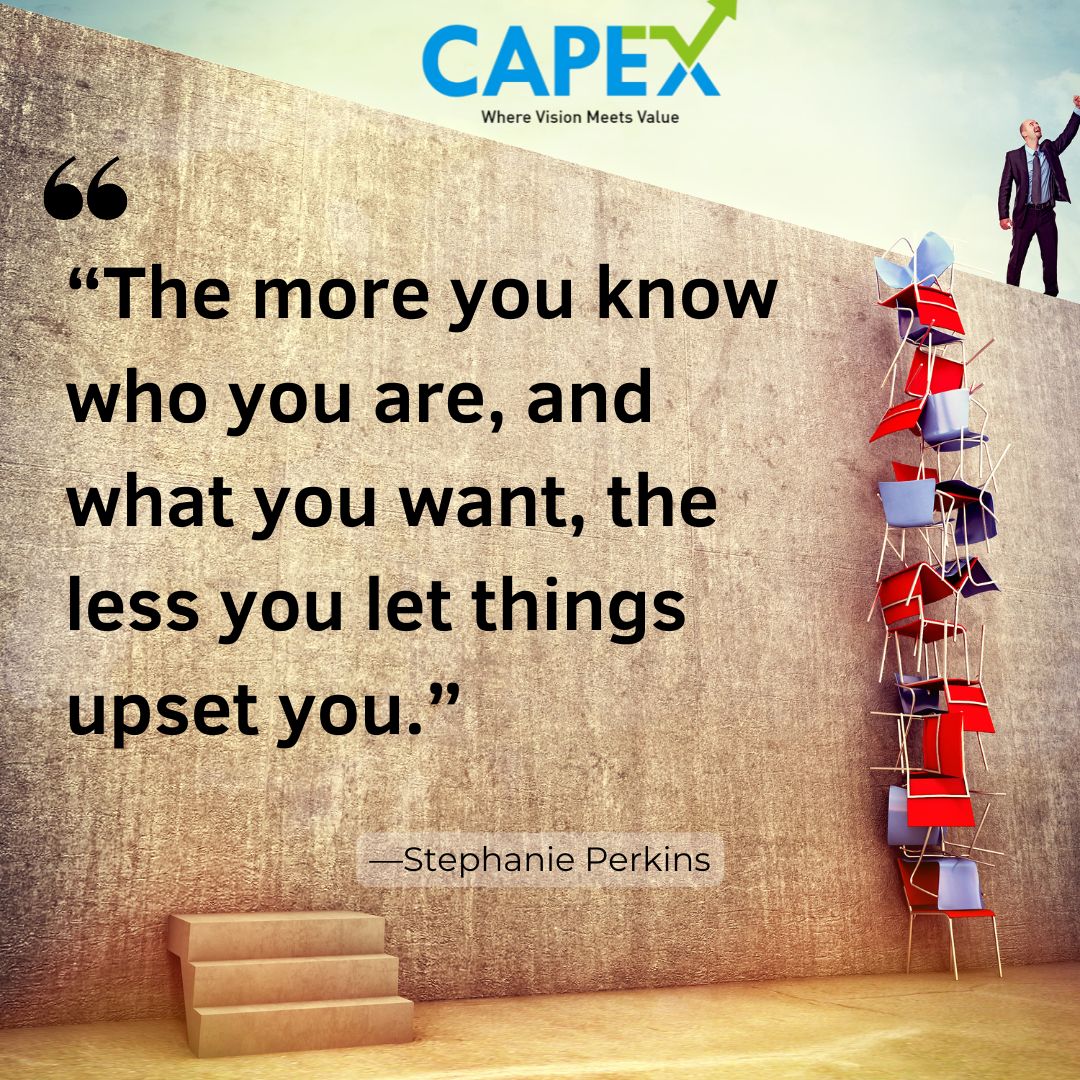 CAPEX
Where Vision Meets Value
“
“The more you know
who you are, and
what you want, the
less you let things
upset you.”
—Stephanie Perkins